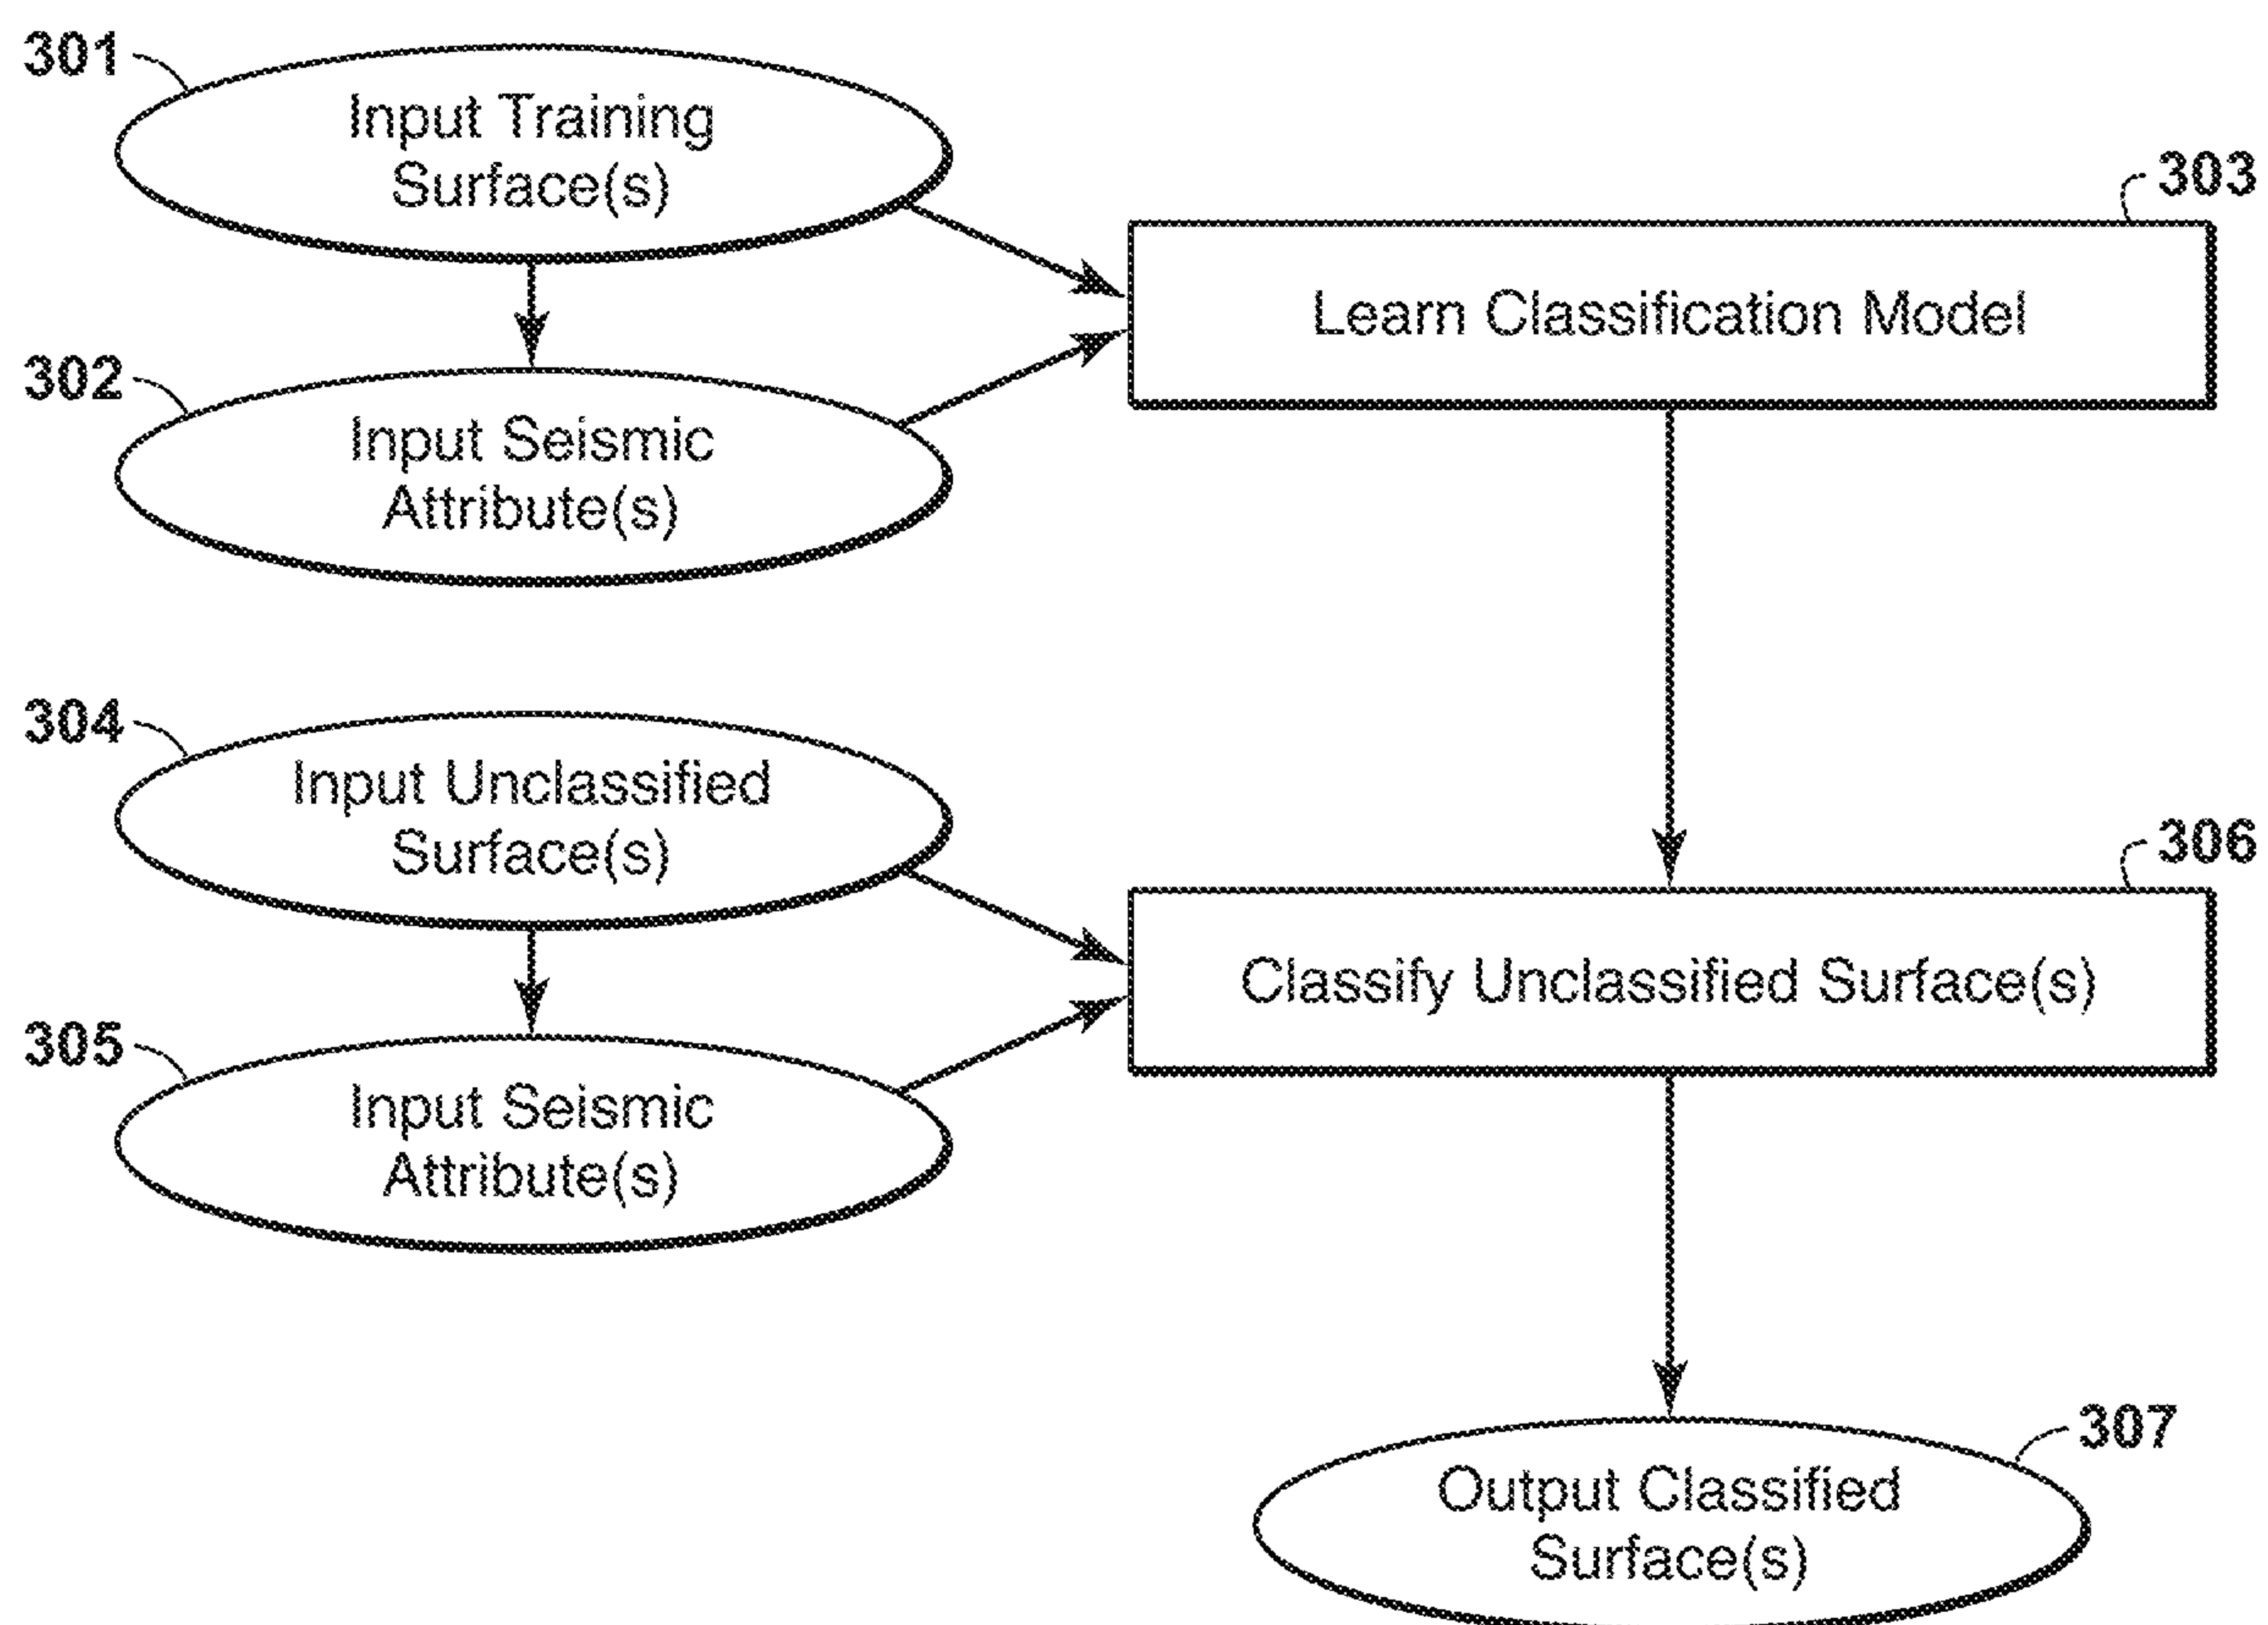 301
Input Training
Surface(s)
303
Learn Classification Model
302
Input Seismic
Attribute(s)
304
Input Unclassified
Surface(s)
306
Classify Unclassified Surface(s)
305
Input Seismic
Attribute(s)
307
Output Classified
Surface(s)